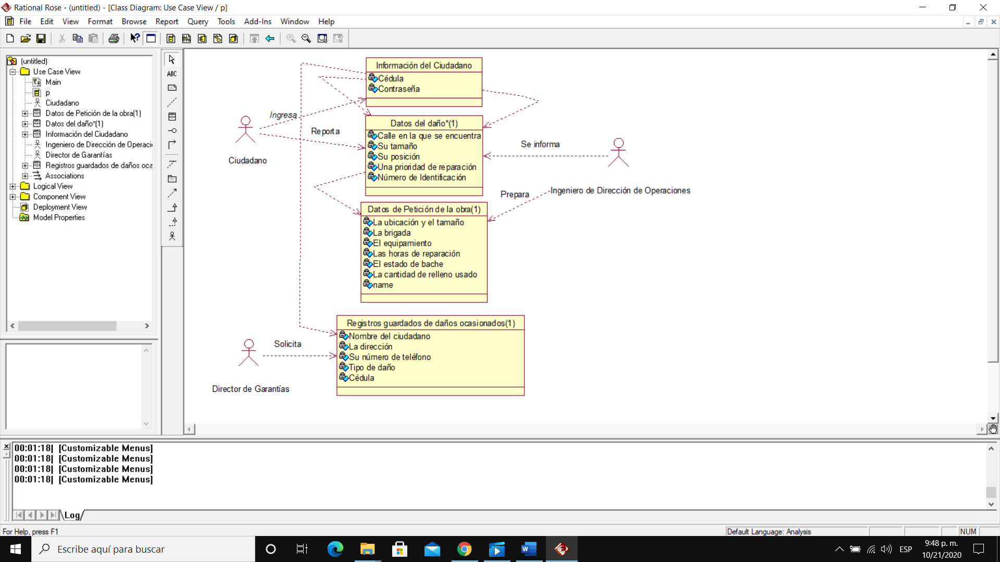 Rational Rose - (untitled) - [Class Diagram: Use Case View / p]
File Edit View Format Browse Report Query Tools Add-Ins Window Help
(untitled)
Use Case View
Main
p
Ciudadano
Datos de Petición de la obra(1)
Datos del daño*(1)
Información del Ciudadano
Ingeniero de Dirección de Operaci
Director de Garantías
Registros guardados de daños oca
Associations
Logical View
Component View
Deployment View
Model Properties
ABC
Información del Ciudadano
Cédula
Contraseña
Ingresa
Reporta
Ciudadano
Datos del daño*(1)
Calle en la que se encuentra
Su tamaño
Su posición
Una prioridad de reparación
Número de Identificación
Se informa
Ingeniero de Dirección de Operaciones
Prepara
Datos de Petición de la obra(1)
La ubicación y el tamaño
La brigada
El equipamiento
Las horas de reparación
El estado de bache
La cantidad de relleno usado
name
Registros guardados de daños ocasionados(1)
Nombre del ciudadano
La dirección
Su número de teléfono
Tipo de daño
Cédula
Solicita
Director de Garantías
00:01:18| [Customizable Menus]
00:01:18| [Customizable Menus]
00:01:18| [Customizable Menus]
00:01:18| [Customizable Menus]
Log
For Help, press F1
Default Language: Analysis
NUM
Escribe aquí para buscar
ESP
9:48 p. m.
10/21/2020